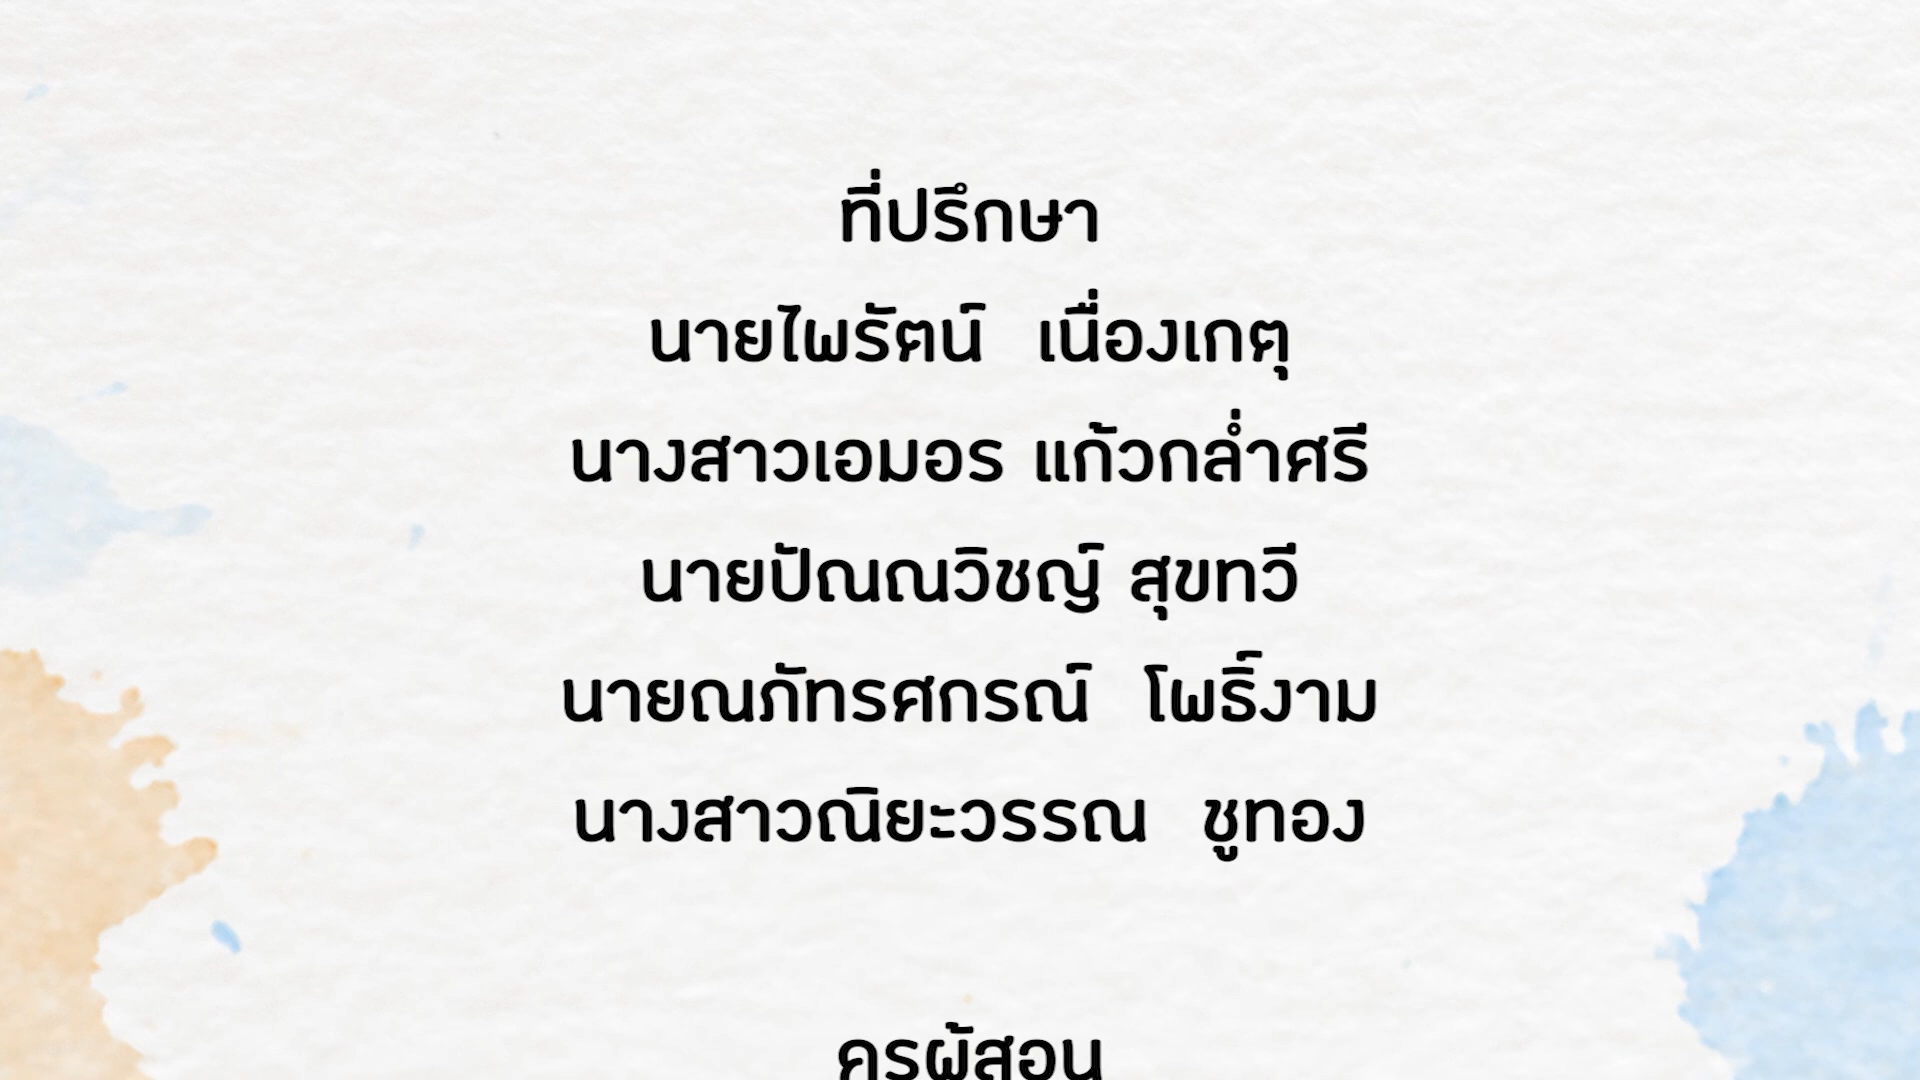 ที่ปรึกษา
นายไพรัตน์  เนื่องเกตุ
นางสาวเอมอร แก้วกล่ำศรี
นายปัณณวิชญ์ สุขทวี
นายณภัทรศกรณ์  โพธิ์งาม
นางสาวณิยะวรรณ  ชูทอง
ครูผู้สอน